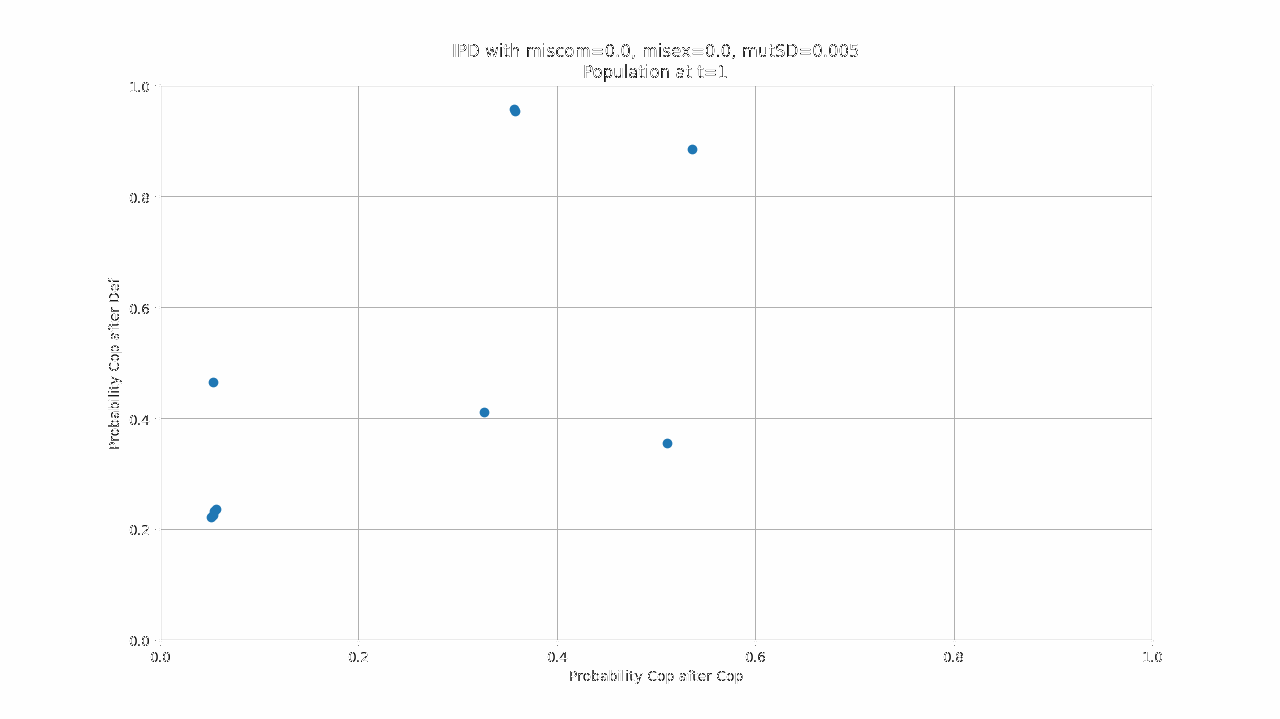 IPD with miscom=0.0, misex=0.0, mutSD=0.005
Population at t=1
1.0
0.8
0.6
0.4
0.2
0.0
Probability Cop after Def
0.0 0.2 0.4 0.6 0.8 1.0
Probability Cop after Cop